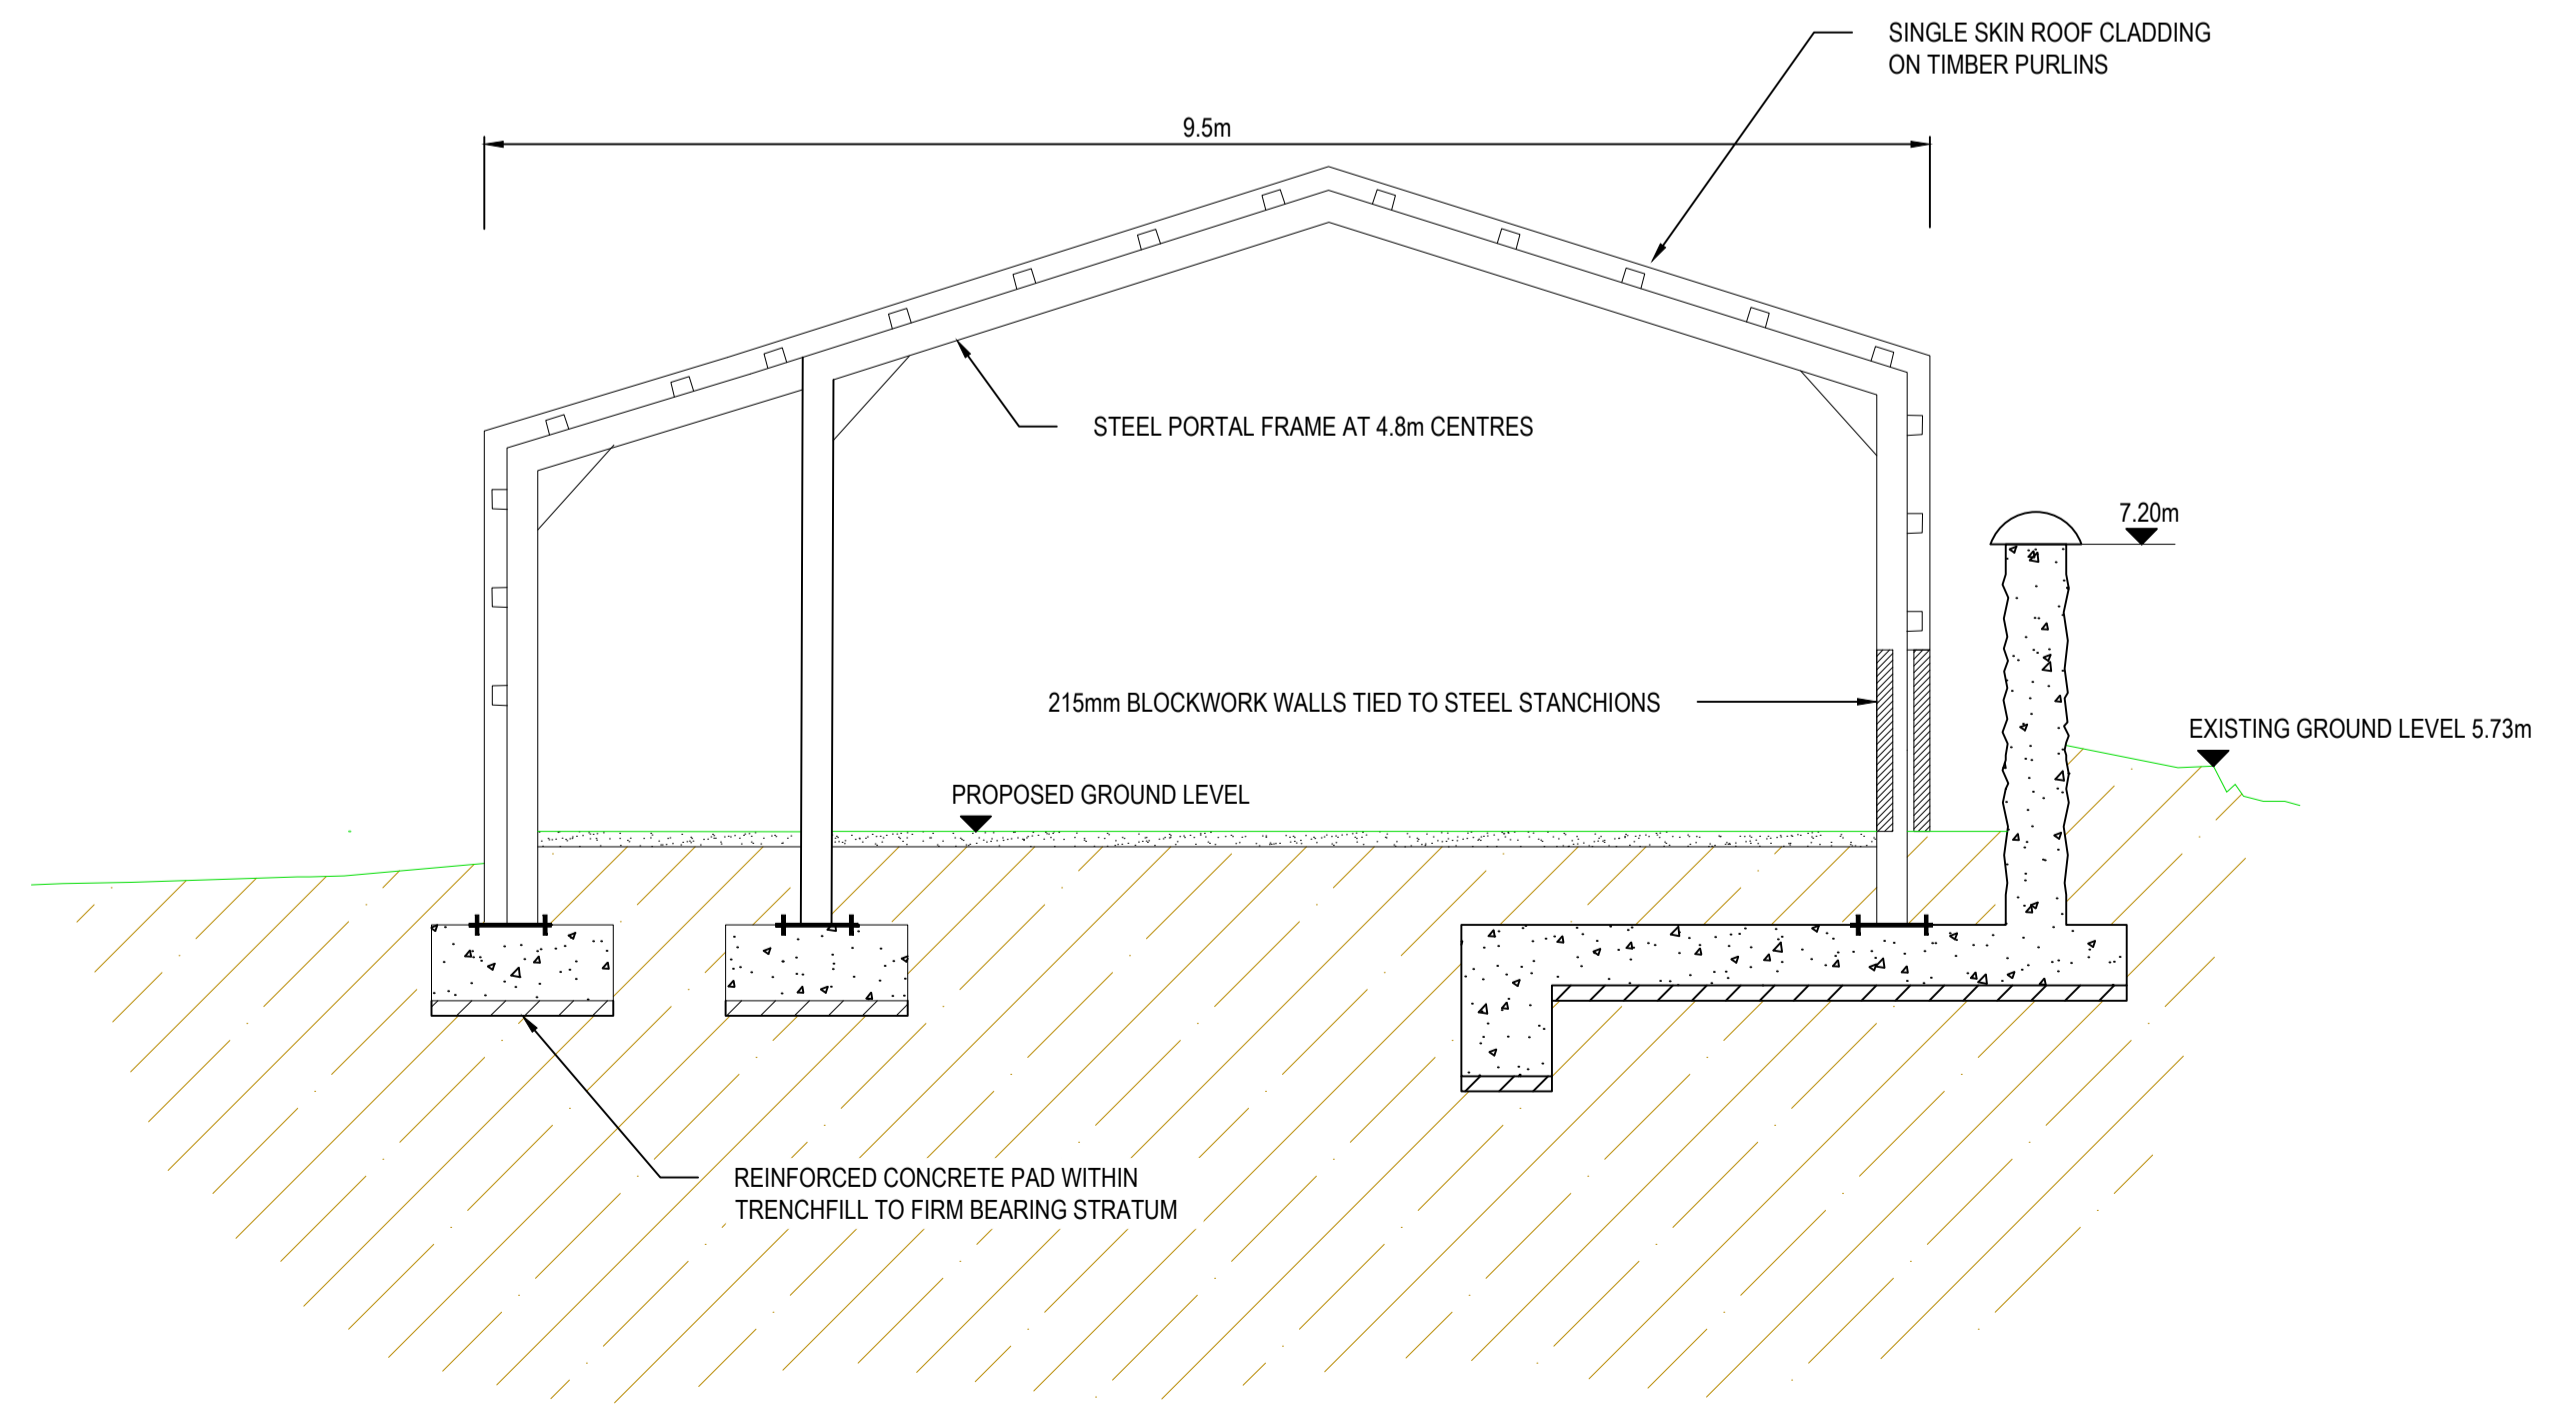 SINGLE SKIN ROOF CLADDING
ON TIMBER PURLINS
9.5m
STEEL PORTAL FRAME AT 4.8m CENTRES
7.20m
215mm BLOCKWORK WALLS TIED TO STEEL STANCHIONS
EXISTING GROUND LEVEL 5.73m
PROPOSED GROUND LEVEL
REINFORCED CONCRETE PAD WITHIN
TRENCHFILL TO FIRM BEARING STRATUM